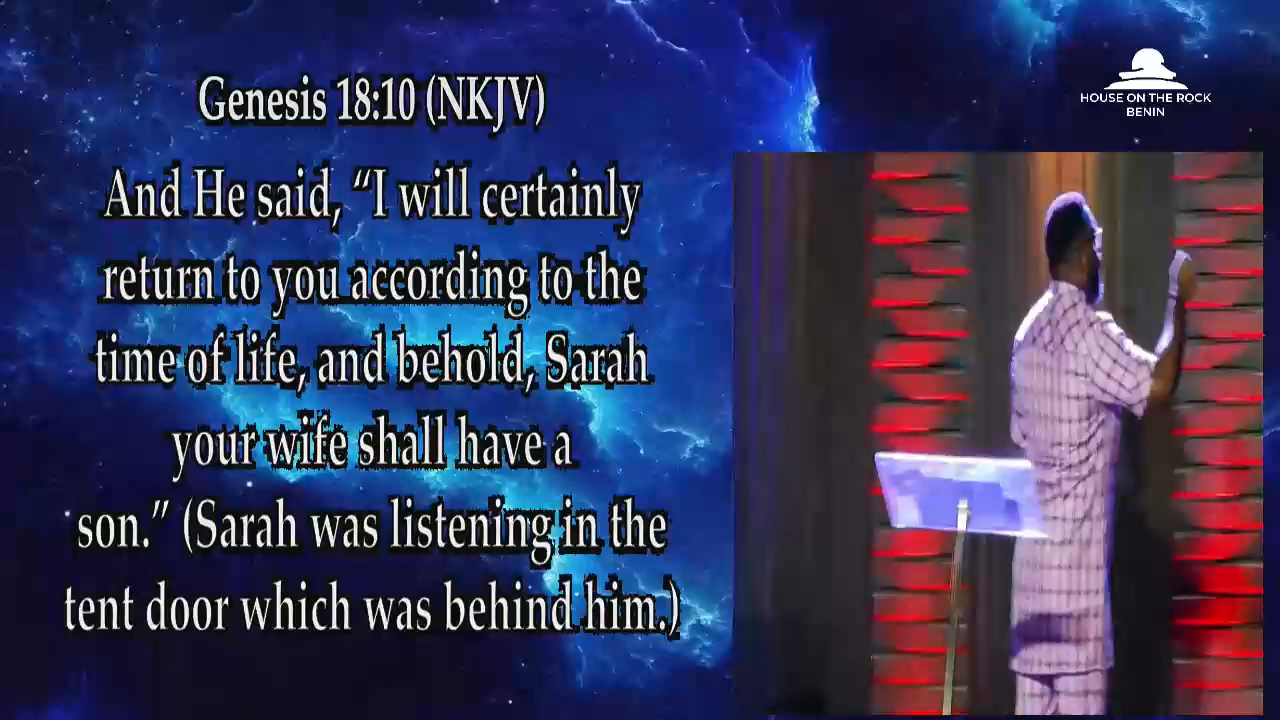 Genesis 18:10 (NKJV)
And He said, “I will certainly
return to you according to the
time of life, and behold, Sarah
your wife shall have a
son.” (Sarah was listening in the
tent door which was behind him.)
HOUSE ON THE ROCK
BENIN